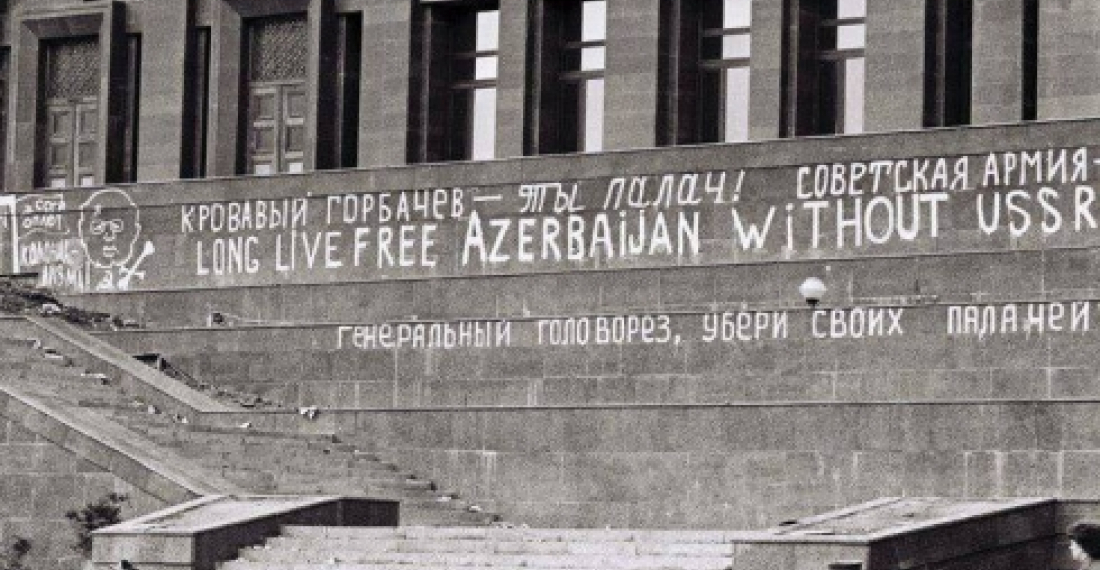 КРОВАВЫЙ ГОРБАЧЕВ — ТЫ ПАЛАЧ! СОВЕТСКАЯ АРМИЯ-
LONG LiVE FREE AZERBAiJAN WiTHOUT USSR
ГЕНЕРАЛЬНЫЙ ГОЛОВОРЕЗ, УБЕРИ СВОИХ ПАЛАЧЕЙ